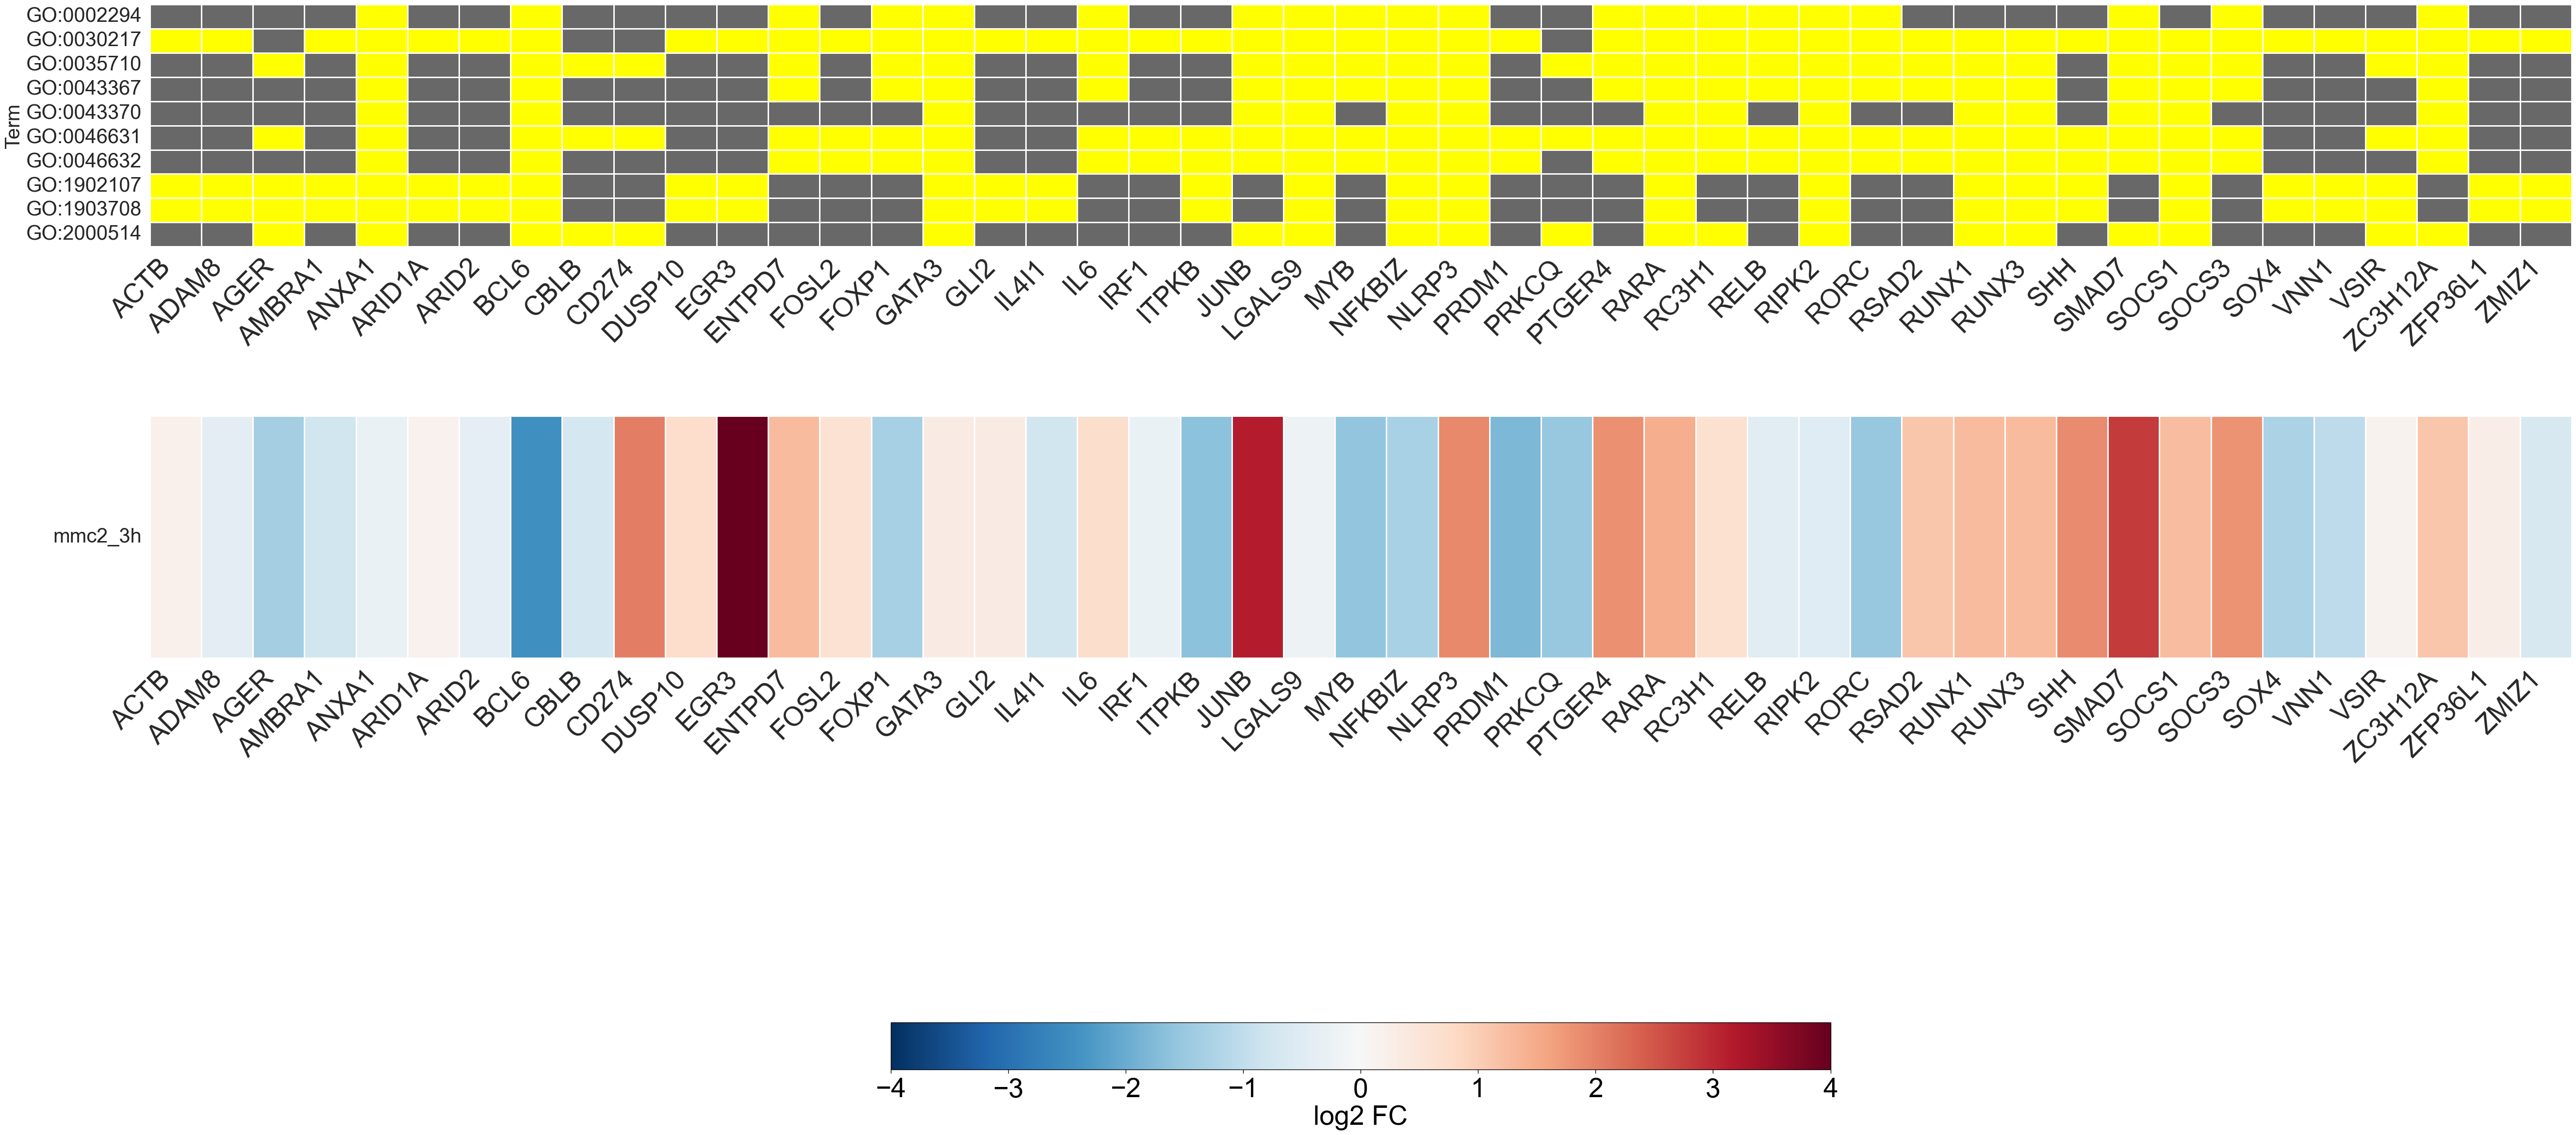 Term
GO:0002294
GO:0030217
GO:0035710
GO:0043367
GO:0043370
GO:0046631
GO:0046632
GO:1902107
GO:1903708
GO:2000514
ACTB ADAM8 AGER AMBRA1 ANXA1 ARID1A ARID2 BCL6 CBLB CD274 DUSP10 EGR3 ENTPD7 FOSL2 FOXP1 GATA3 GLI2 IL4I1 IL6 IRF1 ITPKB JUNB LGALS9 MYB NFKBIZ NLRP3 PRDM1 PRKCQ PTGER4 RARA RC3H1 RELB RIPK2 RORC RSAD2 RUNX1 RUNX3 SHH SMAD7 SOCS1 SOCS3 SOX4 VNN1 VSIR ZC3H12A ZFP36L1 ZMIZ1
mmc2_3h
ACTB ADAM8 AGER AMBRA1 ANXA1 ARID1A ARID2 BCL6 CBLB CD274 DUSP10 EGR3 ENTPD7 FOSL2 FOXP1 GATA3 GLI2 IL4I1 IL6 IRF1 ITPKB JUNB LGALS9 MYB NFKBIZ NLRP3 PRDM1 PRKCQ PTGER4 RARA RC3H1 RELB RIPK2 RORC RSAD2 RUNX1 RUNX3 SHH SMAD7 SOCS1 SOCS3 SOX4 VNN1 VSIR ZC3H12A ZFP36L1 ZMIZ1
−4 −3 −2 −1 0 1 2 3 4
log2 FC